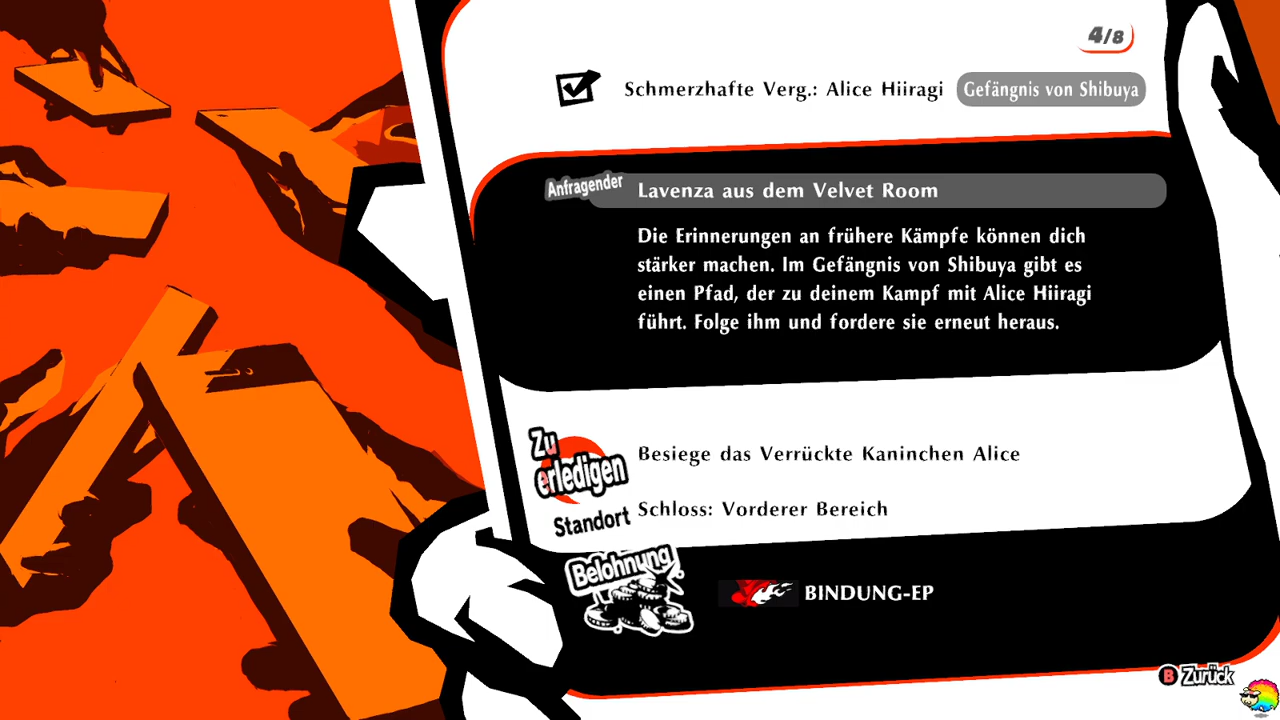 4/8
Schmerzhafte Verg.: Alice Hiiragi Gefängnis von Shibuya
Anfragender Lavenza aus dem Velvet Room
Die Erinnerungen an frühere Kämpfe können dich
stärker machen. Im Gefängnis von Shibuya gibt es
einen Pfad, der zu deinem Kampf mit Alice Hiiragi
führt. Folge ihm und fordere sie erneut heraus.
Zu
erledigen
Besiege das Verrückte Kaninchen Alice
Standort Schloss: Vorderer Bereich
Belohnung
BINDUNG-EP
B Zurück